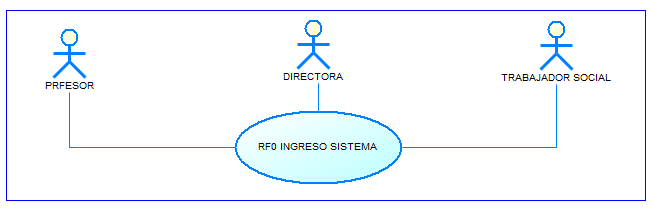 PRFESOR
DIRECTORA
TRABAJADOR SOCIAL
RF0 INGRESO SISTEMA